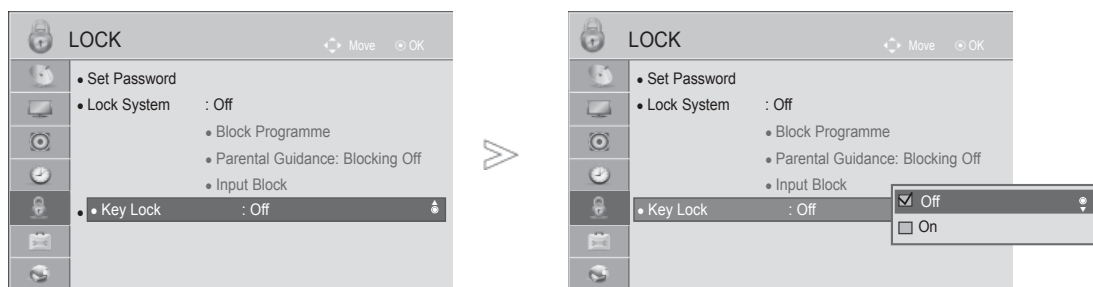 LOCK
Move
OK
• Set Password
• Lock System : Off
• Block Programme
• Parental Guidance: Blocking Off
• Input Block
• • Key Lock : Off
LOCK
Move
OK
• Set Password
• Lock System : Off
• Block Programme
• Parental Guidance: Blocking Off
• Input Block
• Key Lock : Off
Off
On